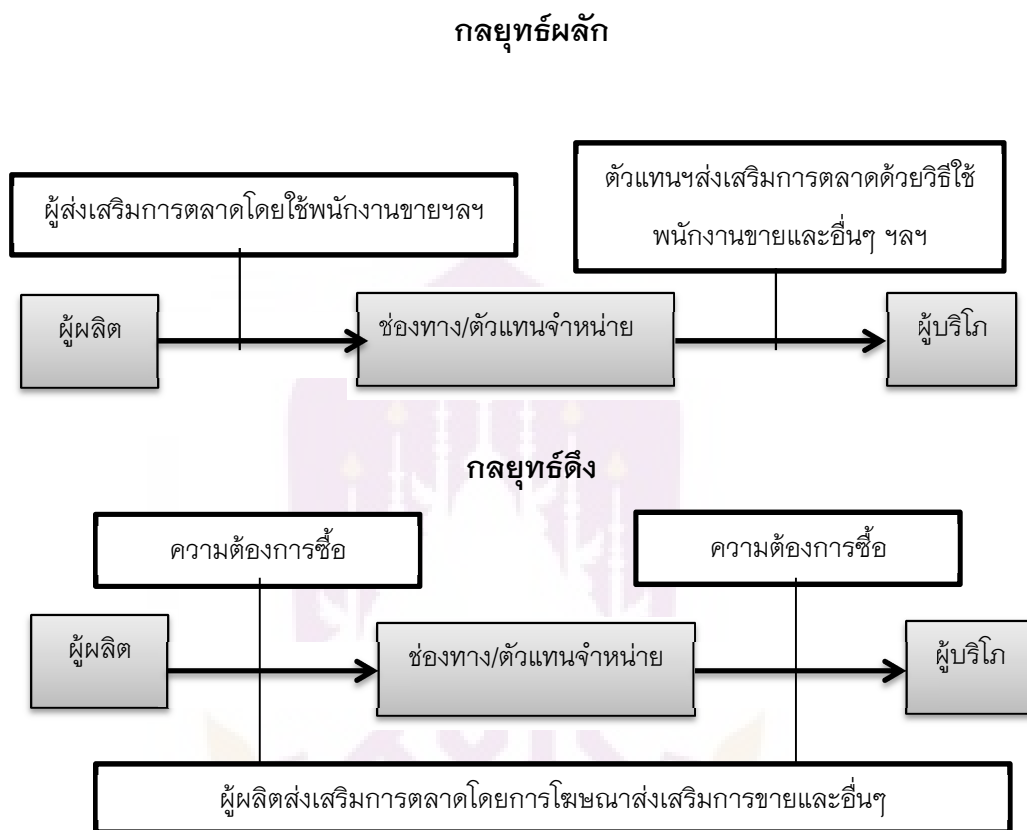 กลยุทธ์ผลัก
ผู้ส่งเสริมการตลาดโดยใช้พนักงานขายฯลฯ
ตัวแทนฯส่งเสริมการตลาดด้วยวิธีใช้
พนักงานขายและอื่นๆ ฯลฯ
ผู้ผลิต
ช่องทาง/ตัวแทนจำหน่าย
ผู้บริโภ
กลยุทธ์ดึง
ความต้องการซื้อ
ความต้องการซื้อ
ผู้ผลิต
ช่องทาง/ตัวแทนจำหน่าย
ผู้บริโภ
ผู้ผลิตส่งเสริมการตลาดโดยการโฆษณาส่งเสริมการขายและอื่นๆ